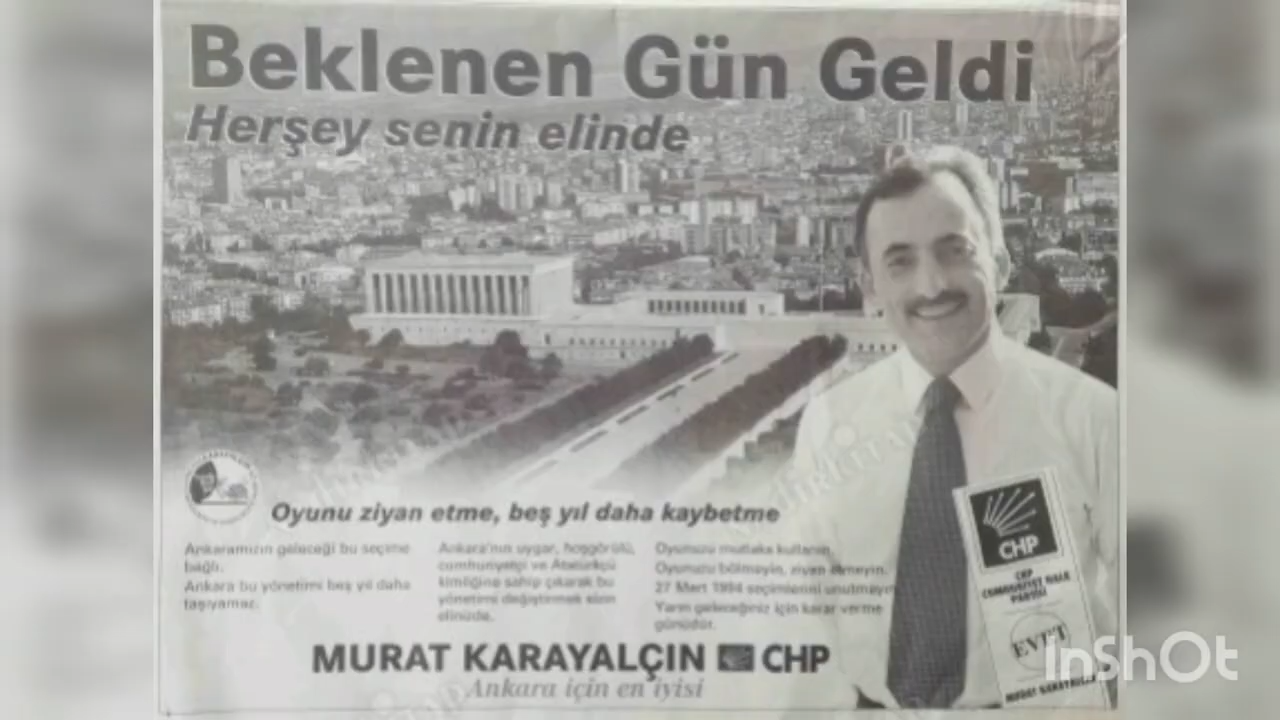 Beklenen Gün Geldi
Herşey senin elinde
Oyunu ziyan etme, beş yıl daha kaybetme
Ankaramızın geleceği bu seçime
bağlı.
Ankara bu yönetimi beş yıl daha
taşıyamaz.
Ankara'nın uygar, hoşgörülü,
cumhuriyetçi ve Atatürkçü
kimliğine sahip çıkarak bu
yönetimi değiştirmek sizin
elinizde.
Oyunuzu mutlaka kullanın.
Oyunuzu bölmeyin, ziyan etmeyin.
27 Mart 1994 seçimlerini unutmayın
Yarın geleceğiniz için karar verme
günüdür.
MURAT KARAYALÇIN CHP
Ankara için en iyisi
CHP
CHP
CUMHURİYET HALK
PARTİSİ
EVET
MURAT KARAYALÇIN
InShOt